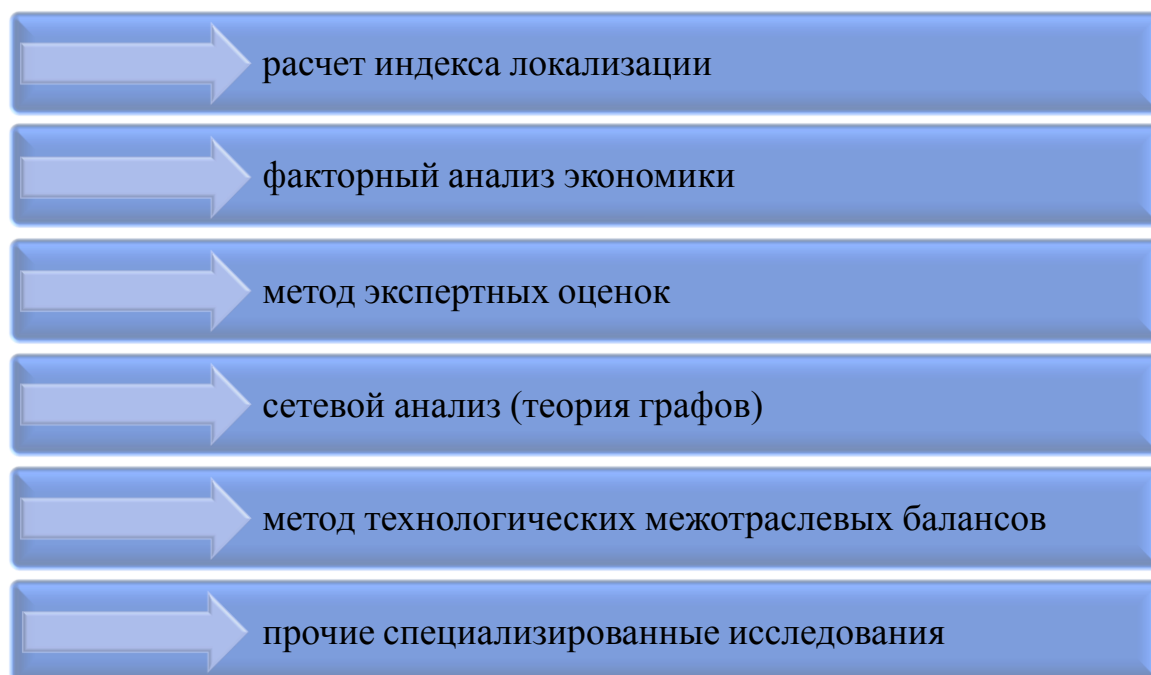 расчет индекса локализации
факторный анализ экономики
метод экспертных оценок
сетевой анализ (теория графов)
метод технологических межотраслевых балансов
прочие специализированные исследования